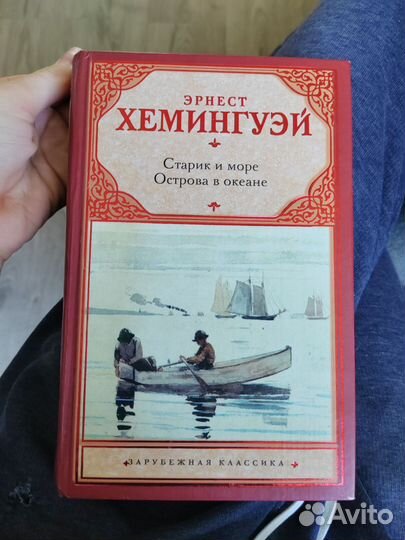 ЭРНЕСТ
ХЕМИНГУЭЙ
Старик и море
Острова в океане
ЗАРУБЕЖНАЯ КЛАССИКА
Avito